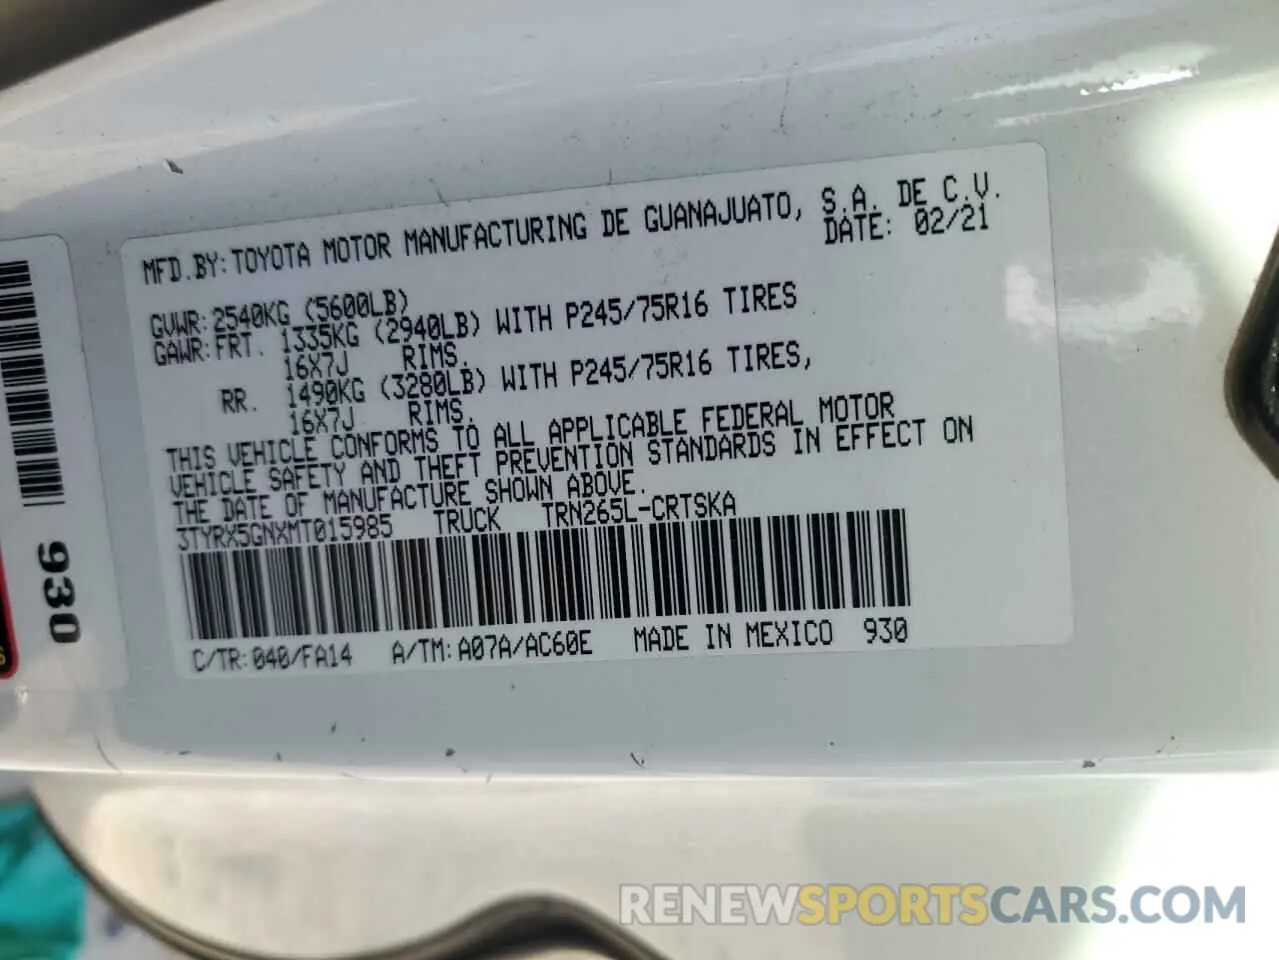 MFD.BY:TOYOTA MOTOR MANUFACTURING DE GUANAJUATO, S.A. DE C.V.
DATE: 02/21
GVWR:2540KG (5600LB)
GAWR:FRT. 1335KG (2940LB) WITH P245/75R16 TIRES
16X7J RIMS.
RR. 1490KG (3280LB) WITH P245/75R16 TIRES,
16X7J RIMS.
THIS VEHICLE CONFORMS TO ALL APPLICABLE FEDERAL MOTOR
VEHICLE SAFETY AND THEFT PREVENTION STANDARDS IN EFFECT ON
THE DATE OF MANUFACTURE SHOWN ABOVE.
3TYRX5GNXMT015985 TRUCK TRN265L-CRTSKA
C/TR:040/FA14 A/TM:A07A/AC60E MADE IN MEXICO 930
930
RENEWSPORTSCARS.COM